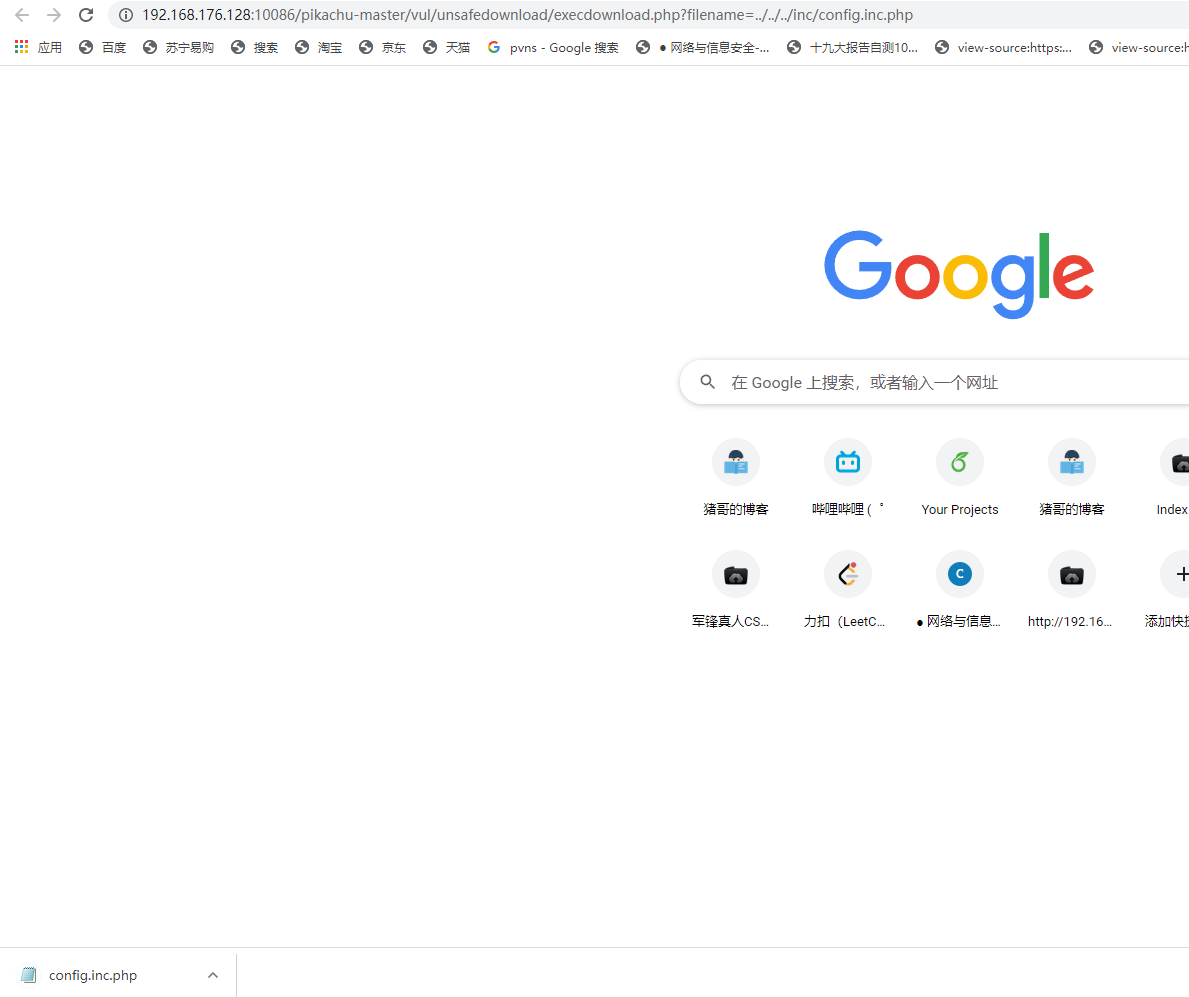 192.168.176.128:10086/pikachu-master/vul/unsafedownload/execdownload.php?filename=../../../inc/config.inc.php
应用 百度 苏宁易购 搜索 淘宝 京东 天猫 pvns - Google 搜索 ● 网络与信息安全-... 十九大报告自测10... view-source:https:... view-source:h
Google
在 Google 上搜索，或者输入一个网址
猪哥的博客 哔哩哔哩 ( ゜ Your Projects 猪哥的博客 Index
C
军锋真人CS... 力扣（LeetC... ● 网络与信息... http://192.16... 添加快捷
config.inc.php